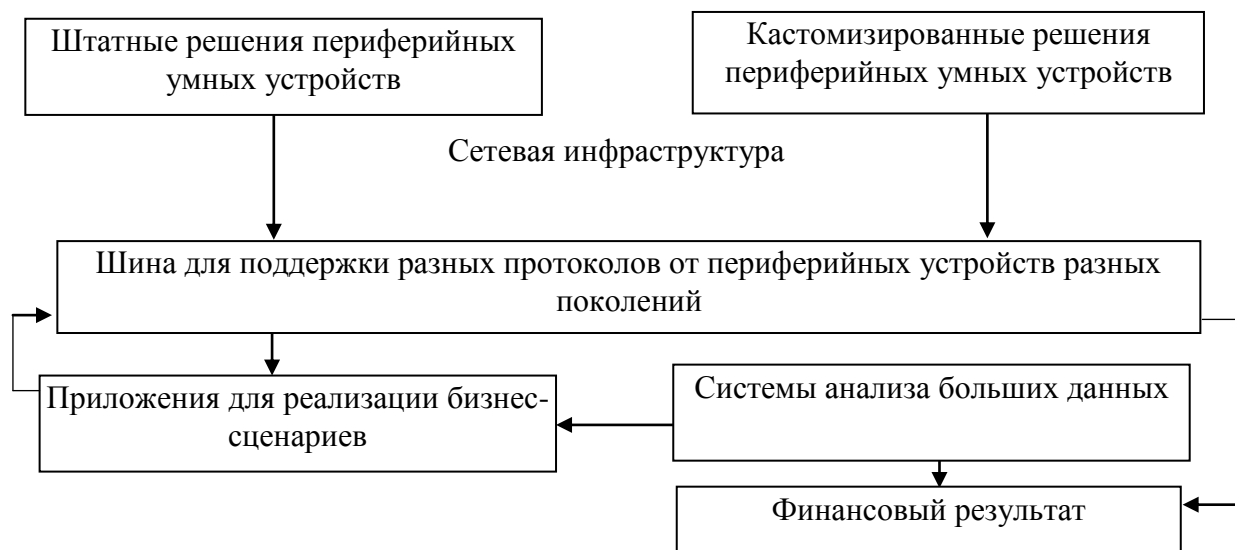 Штатные решения периферийных
умных устройств
Кастомизированные решения
периферийных умных устройств
Сетевая инфраструктура
Шина для поддержки разных протоколов от периферийных устройств разных
поколений
Приложения для реализации бизнес-
сценариев
Системы анализа больших данных
Финансовый результат